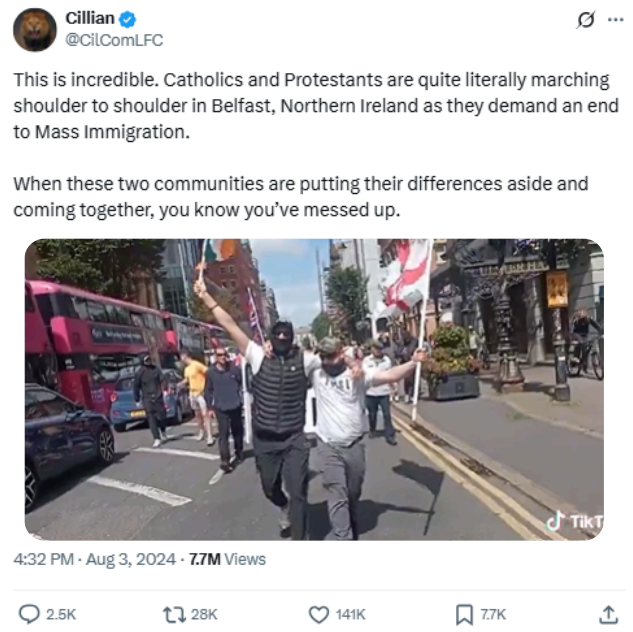 Cillian
@CilComLFC
This is incredible. Catholics and Protestants are quite literally marching
shoulder to shoulder in Belfast, Northern Ireland as they demand an end
to Mass Immigration.
When these two communities are putting their differences aside and
coming together, you know you’ve messed up.
TikT
4:32 PM · Aug 3, 2024 · 7.7M Views
2.5K
28K
141K
7.7K